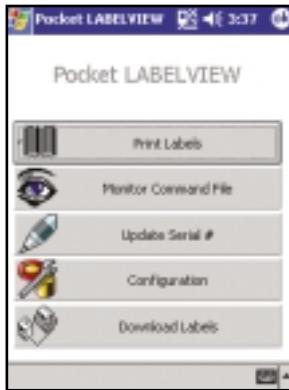 Pocket LABELVIEW 3:37
Pocket LABELVIEW
Print Labels
Monitor Command File
Update Serial #
Configuration
Download Labels